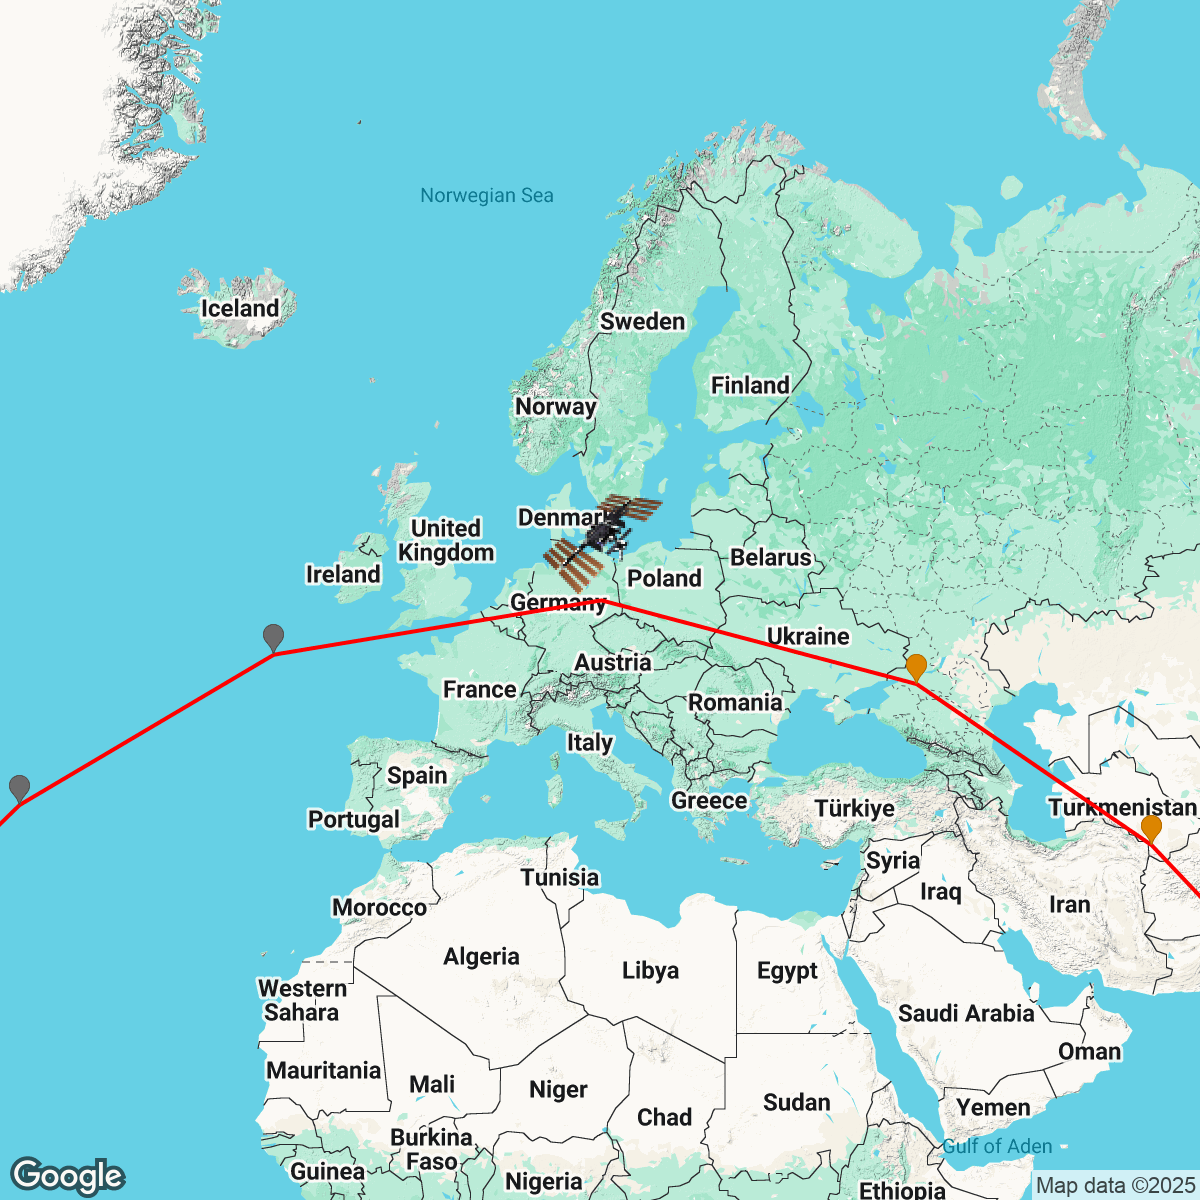 Norwegian Sea
Iceland
Sweden
Finland
Norway
Denmark
United
Kingdom
Ireland
Belarus
Poland
Germany
Ukraine
Austria
France
Romania
Italy
Spain
Greece
Türkiye
Turkmenistan
Portugal
Syria
Tunisia
Iraq
Iran
Morocco
Algeria
Libya
Egypt
Western
Sahara
Saudi Arabia
Oman
Mauritania
Mali
Niger
Chad
Sudan
Yemen
Burkina
Faso
Gulf of Aden
Guinea
Nigeria
Ethiopia
Google
Map data ©2025